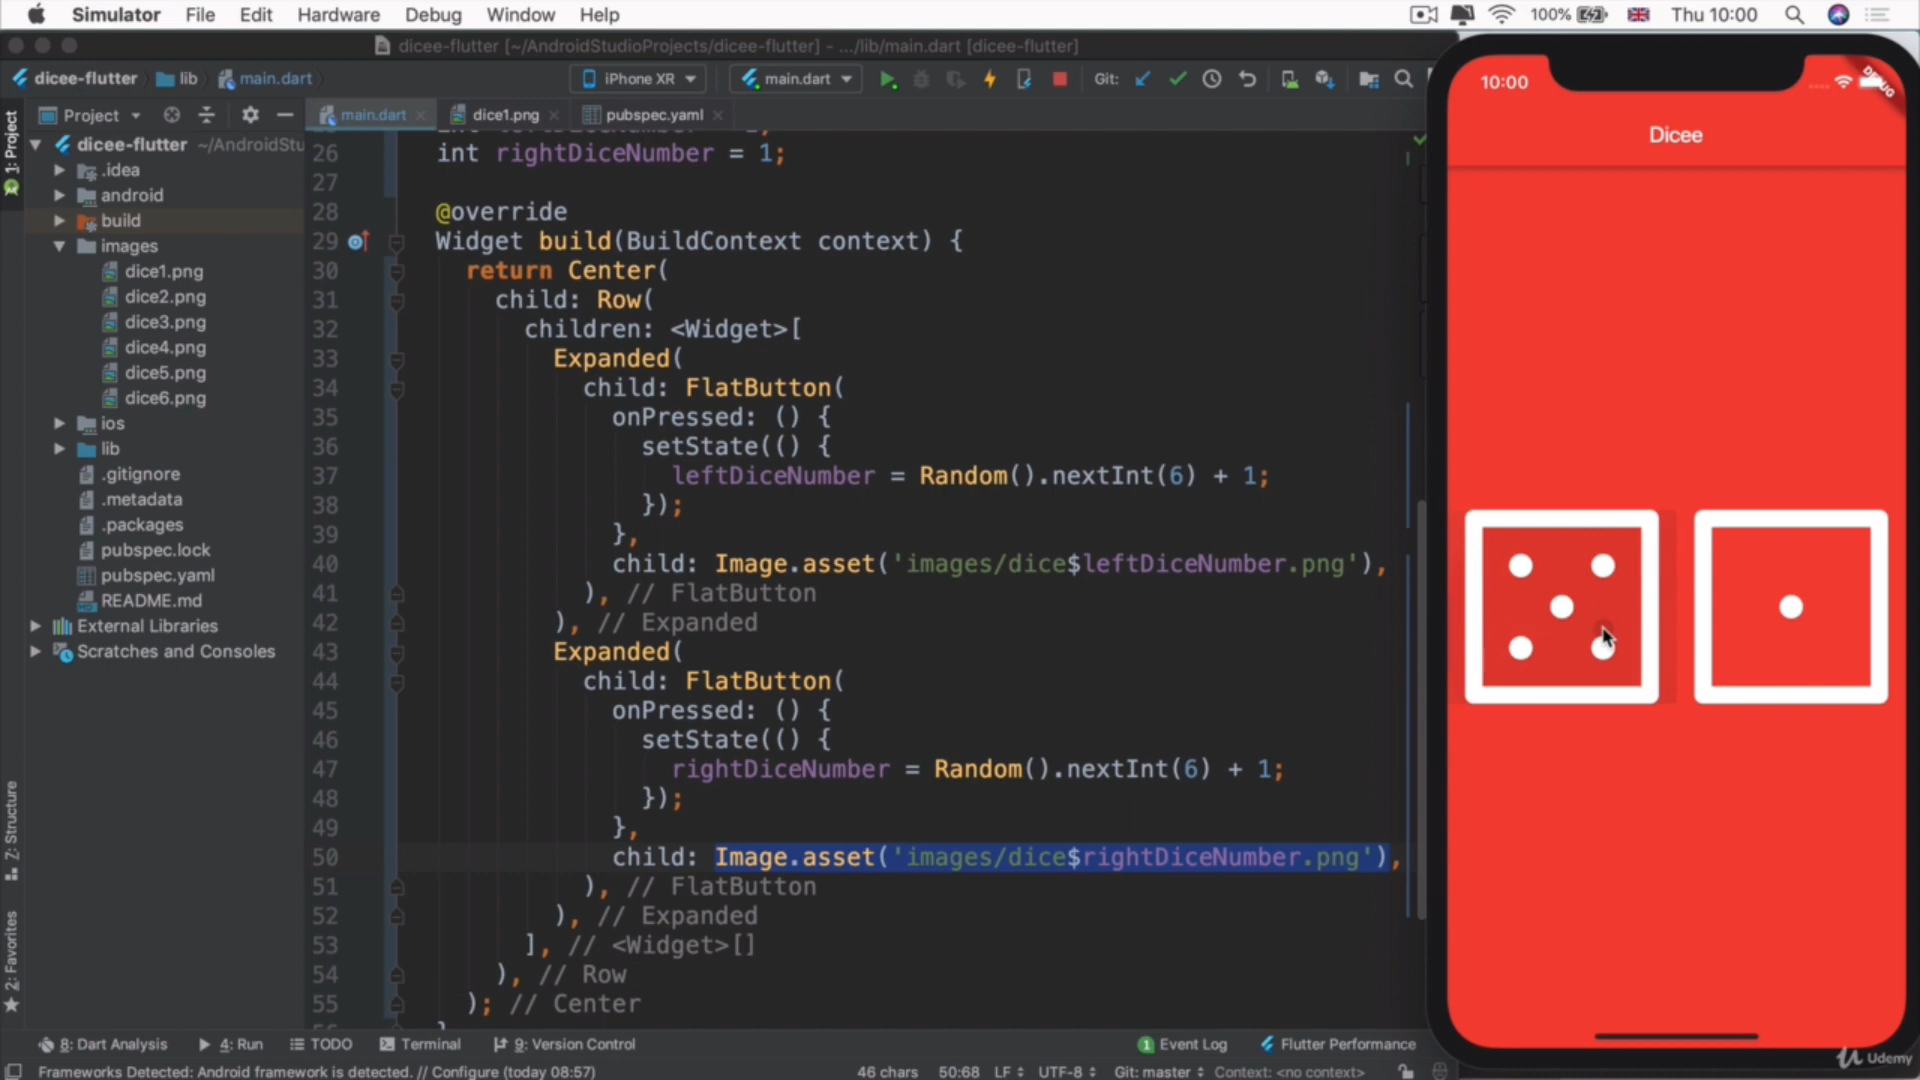 Simulator File Edit Hardware Debug Window Help 100% Thu 10:00
dicee-flutter [~/AndroidStudioProjects/dicee-flutter] - .../lib/main.dart [dicee-flutter]
dicee-flutter lib main.dart iPhone XR main.dart Git:
1: Project
Project
main.dart dice1.png pubspec.yaml
dicee-flutter ~/AndroidStu
.idea
android
build
images
dice1.png
dice2.png
dice3.png
dice4.png
dice5.png
dice6.png
ios
lib
.gitignore
.metadata
.packages
pubspec.lock
pubspec.yaml
README.md
External Libraries
Scratches and Consoles
Z: Structure
2: Favorites
26 int rightDiceNumber = 1;
27
28 @override
29 Widget build(BuildContext context) {
30 return Center(
31 child: Row(
32 children: <Widget>[
33 Expanded(
34 child: FlatButton(
35 onPressed: () {
36 setState(() {
37 leftDiceNumber = Random().nextInt(6) + 1;
38 });
39 },
40 child: Image.asset('images/dice$leftDiceNumber.png'),
41 ), // FlatButton
42 ), // Expanded
43 Expanded(
44 child: FlatButton(
45 onPressed: () {
46 setState(() {
47 rightDiceNumber = Random().nextInt(6) + 1;
48 });
49 },
50 child: Image.asset('images/dice$rightDiceNumber.png'),
51 ), // FlatButton
52 ), // Expanded
53 ], // <Widget>[]
54 ), // Row
55 ); // Center
10:00
DEBUG
Dicee
8: Dart Analysis 4: Run TODO Terminal 9: Version Control 1 Event Log Flutter Performance
Frameworks Detected: Android framework is detected. // Configure (today 08:57) 46 chars 50:68 LF UTF-8 Git: master Context: <no context>
Udemy